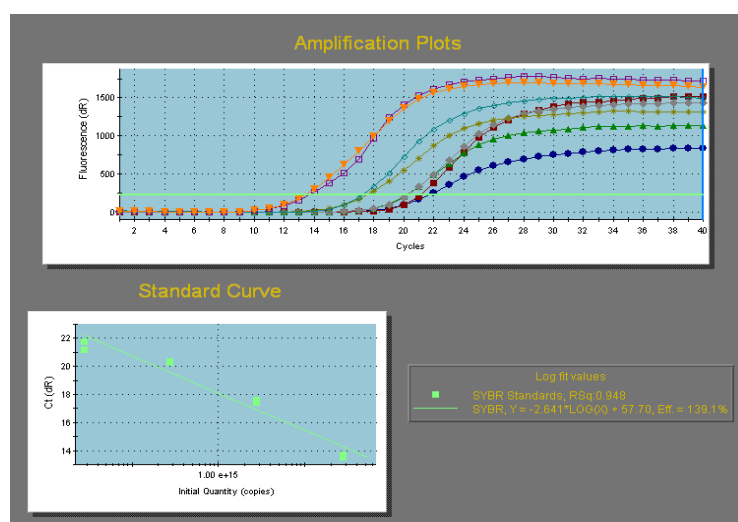 Amplification Plots
Fluorescence (dR)
1500
1000
500
0
2 4 6 8 10 12 14 16 18 20 22 24 26 28 30 32 34 36 38 40
Cycles
Standard Curve
Ct (dR)
22
20
18
16
14
1.00 e+15
Initial Quantity (copies)
Log fit values
SYBR Standards, RSq:0.948
SYBR, Y = -2.641*LOG(X) + 57.70, Eff. = 139.1%